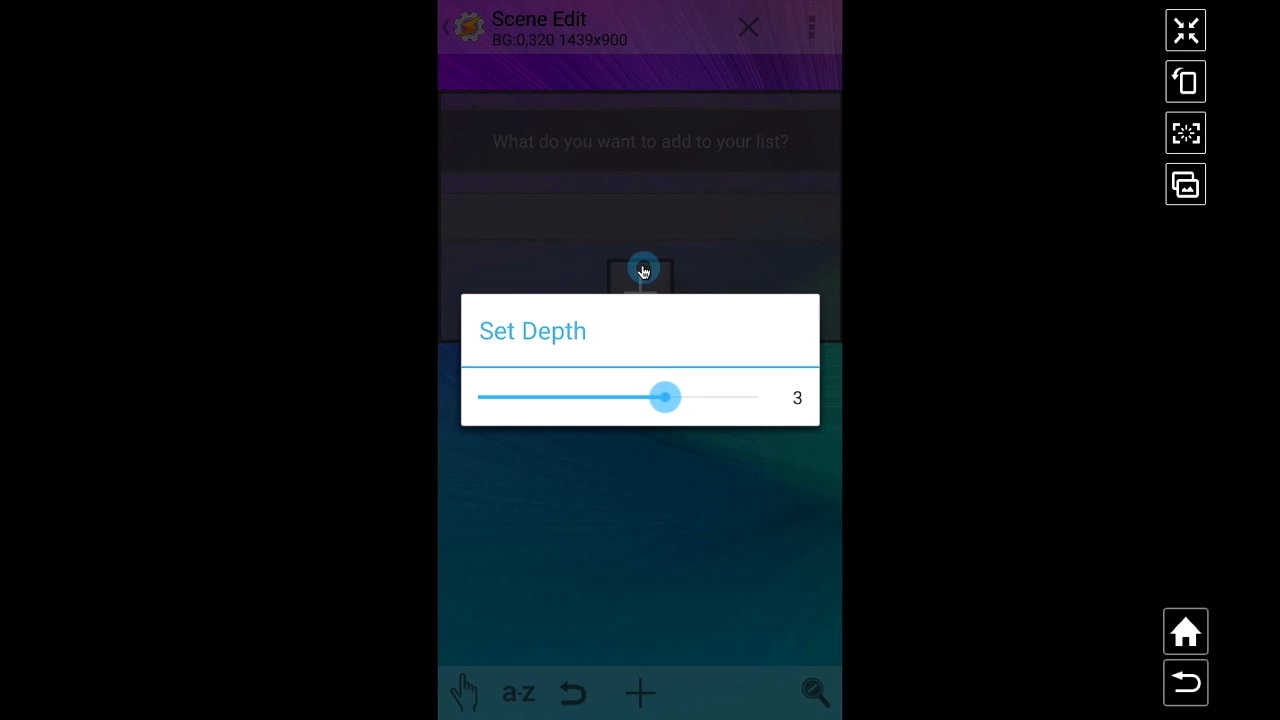 Scene Edit
BG:0,320 1439x900
What do you want to add to your list?
Set Depth
3
a-z